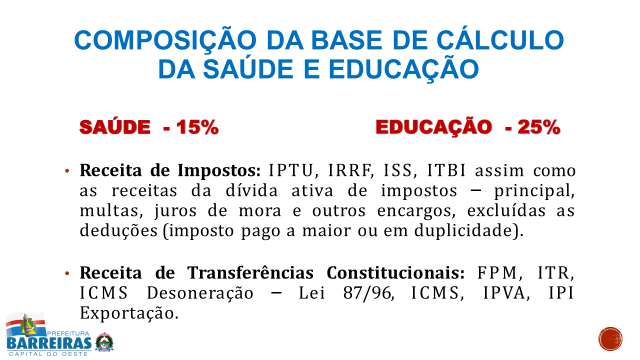 COMPOSIÇÃO DA BASE DE CÁLCULO
DA SAÚDE E EDUCAÇÃO
SAÚDE - 15% EDUCAÇÃO - 25%
• Receita de Impostos: IPTU, IRRF, ISS, ITBI assim como
as receitas da dívida ativa de impostos – principal,
multas, juros de mora e outros encargos, excluídas as
deduções (imposto pago a maior ou em duplicidade).
• Receita de Transferências Constitucionais: FPM, ITR,
ICMS Desoneração – Lei 87/96, ICMS, IPVA, IPI
Exportação.
PREFEITURA
BARREIRAS
CAPITAL DO OESTE